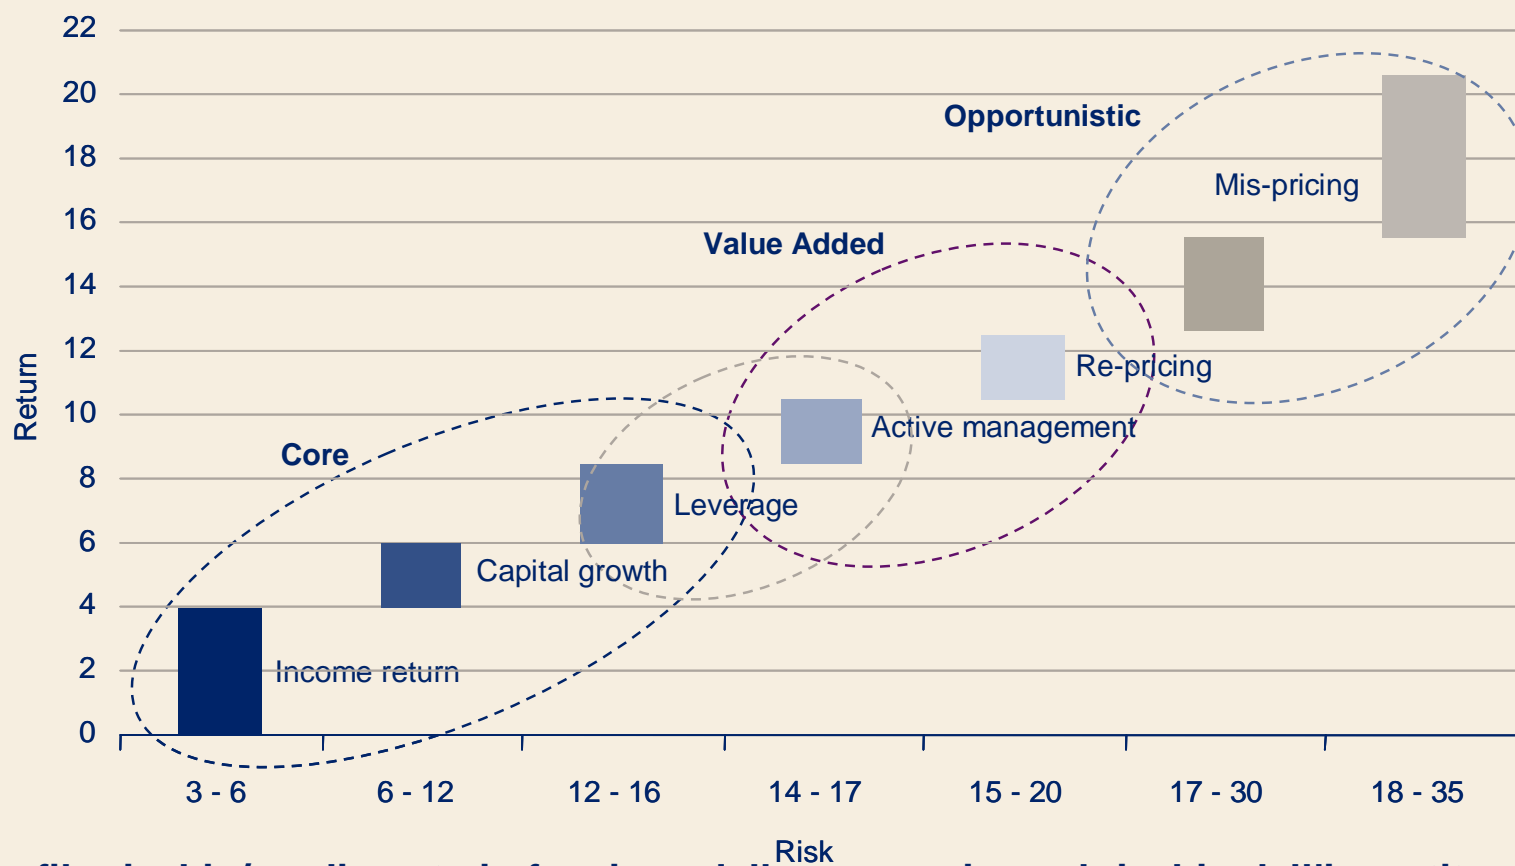 22
20
Opportunistic
18
Mis-pricing
16
Value Added
14
12
Re-pricing
Return
10
Active management
Core
8
Leverage
6
Capital growth
4
2
Income return
0
3 - 6
6 - 12
12 - 16
14 - 17
15 - 20
17 - 30
18 - 35
Risk